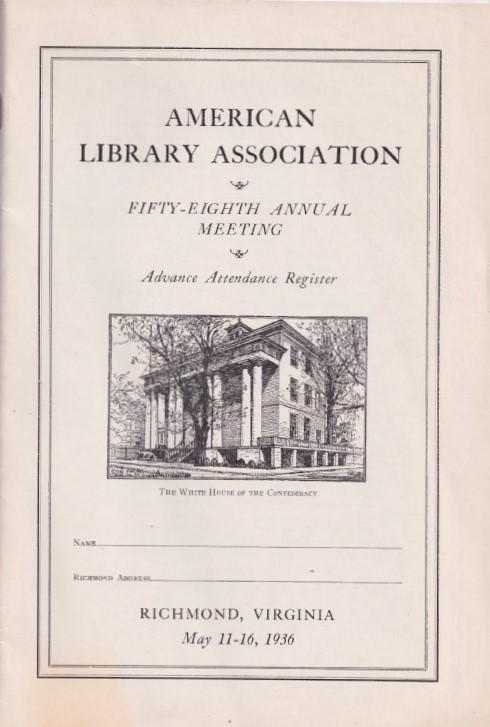 AMERICAN
LIBRARY ASSOCIATION
FIFTY-EIGHTH ANNUAL
MEETING
Advance Attendance Register
The White House of the Confederacy
Name
Richmond Address
RICHMOND, VIRGINIA
May 11-16, 1936